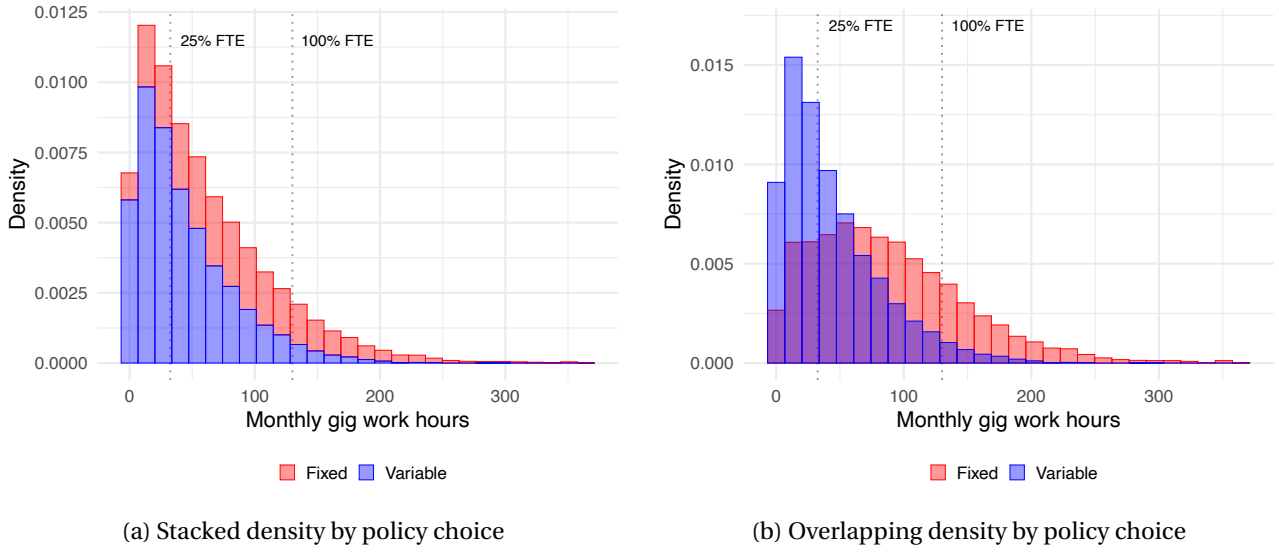 0.0125
0.0100
0.0075
0.0050
0.0025
0.0000
Density
25% FTE
100% FTE
0
100
200
300
Monthly gig work hours
Fixed
Variable
(a) Stacked density by policy choice
0.015
0.010
0.005
0.000
Density
25% FTE
100% FTE
0
100
200
300
Monthly gig work hours
Fixed
Variable
(b) Overlapping density by policy choice